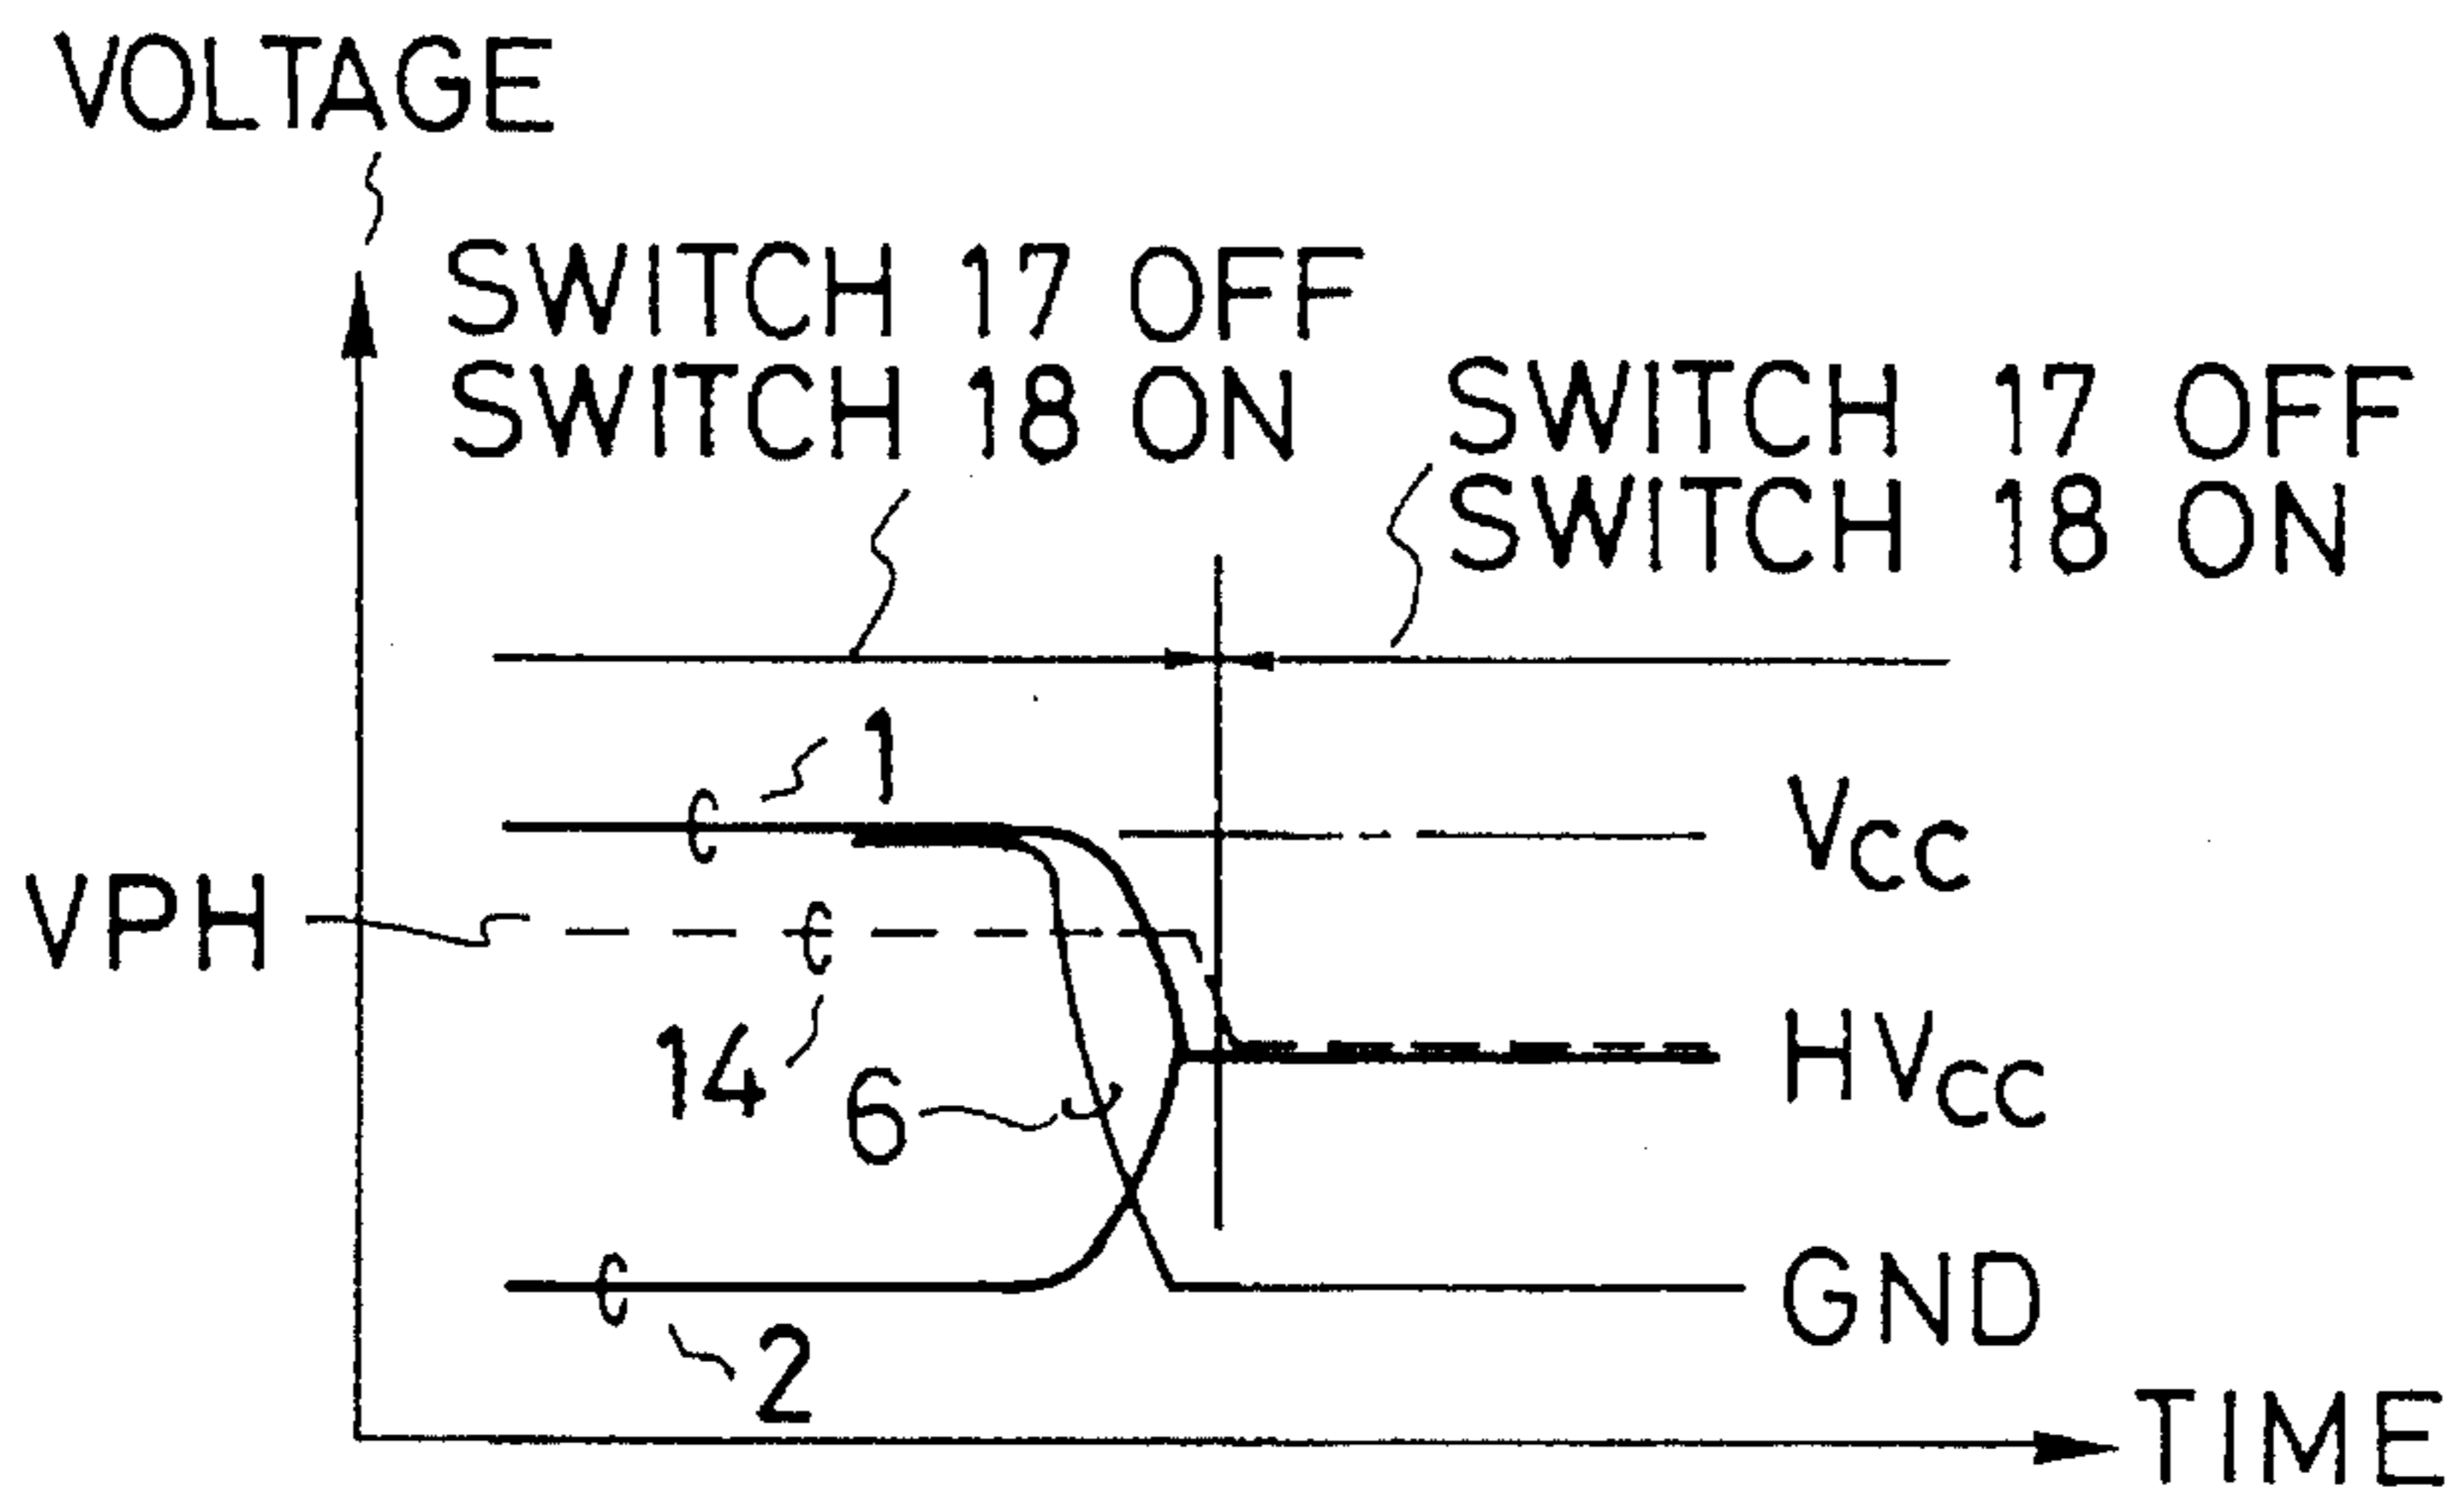 VOLTAGE
SWITCH 17 OFF
SWITCH 18 ON
SWITCH 17 OFF
SWITCH 18 ON
1
VCC
VPH
14
6
HVCC
2
GND
TIME